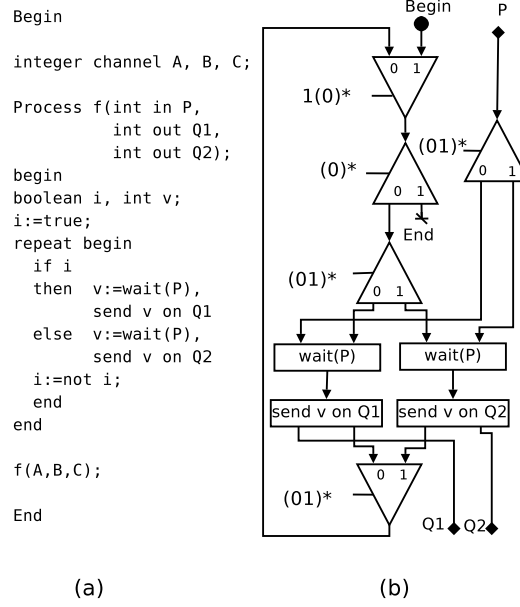 Begin
integer channel A, B, C;
Process f(int in P,
int out Q1,
int out Q2);
begin
boolean i, int v;
i:=true;
repeat begin
if i
then v:=wait(P),
send v on Q1
else v:=wait(P),
send v on Q2
i:=not i;
end
end
f(A,B,C);
End
(a)
Begin
P
0 1
1(0)*
(01)*
0 1
(0)*
0 1
End
(01)*
0 1
wait(P)
wait(P)
send v on Q1
send v on Q2
0 1
(01)*
Q1
Q2
(b)